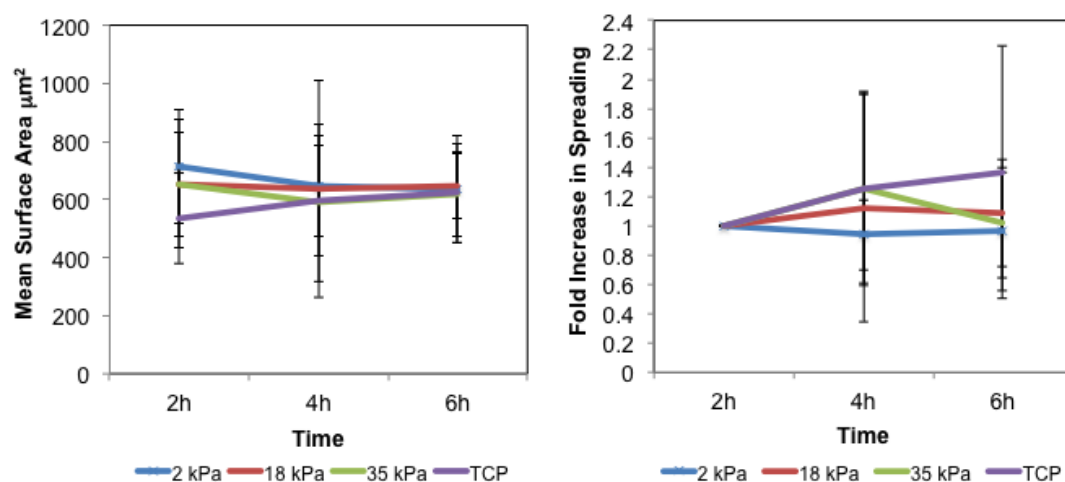 Mean Surface Area µm²
1200
1000
800
600
400
200
0
2h 4h 6h
Time
2 kPa 18 kPa 35 kPa TCP
Fold Increase in Spreading
2.4
2.2
2
1.8
1.6
1.4
1.2
1
0.8
0.6
0.4
0.2
0
2h 4h 6h
Time
2 kPa 18 kPa 35 kPa TCP